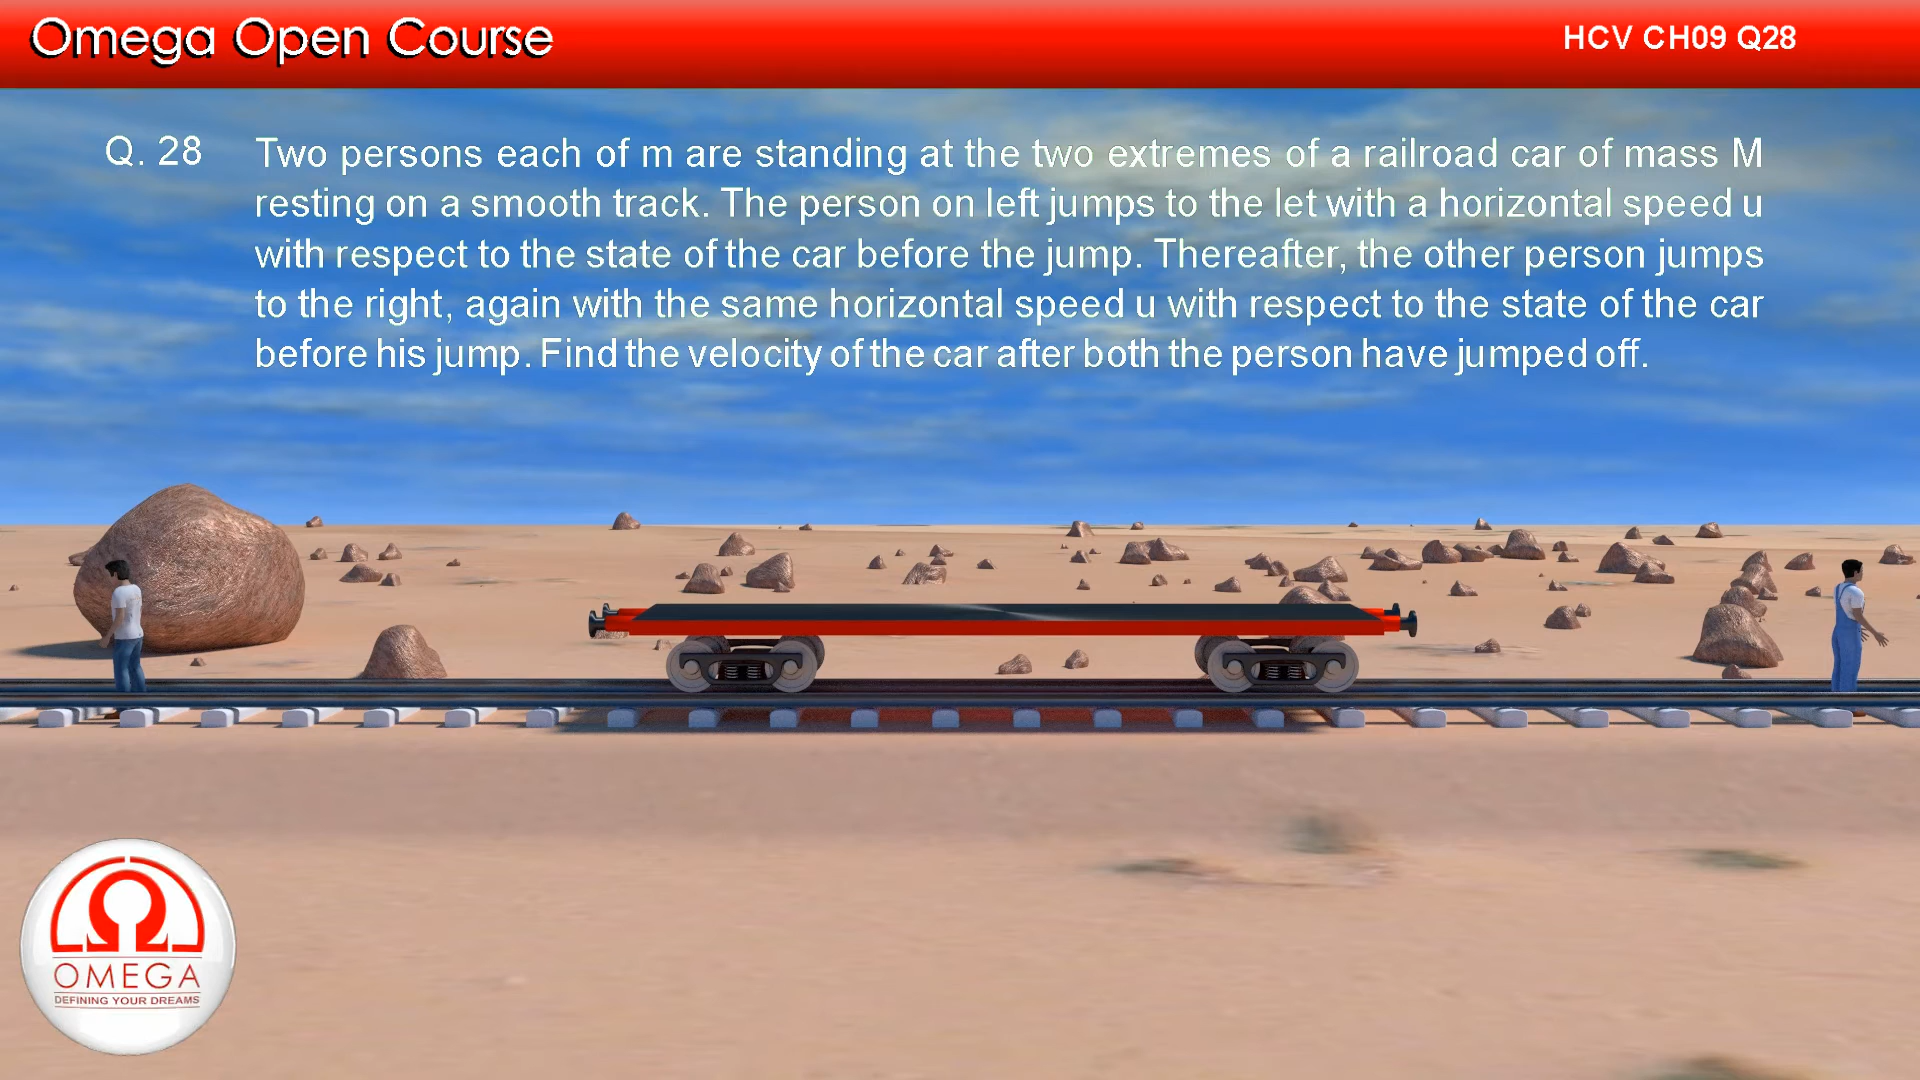 Omega Open Course
HCV CH09 Q28
Q. 28 Two persons each of m are standing at the two extremes of a railroad car of mass M
resting on a smooth track. The person on left jumps to the let with a horizontal speed u
with respect to the state of the car before the jump. Thereafter, the other person jumps
to the right, again with the same horizontal speed u with respect to the state of the car
before his jump. Find the velocity of the car after both the person have jumped off.
Ω
OMEGA
DEFINING YOUR DREAMS